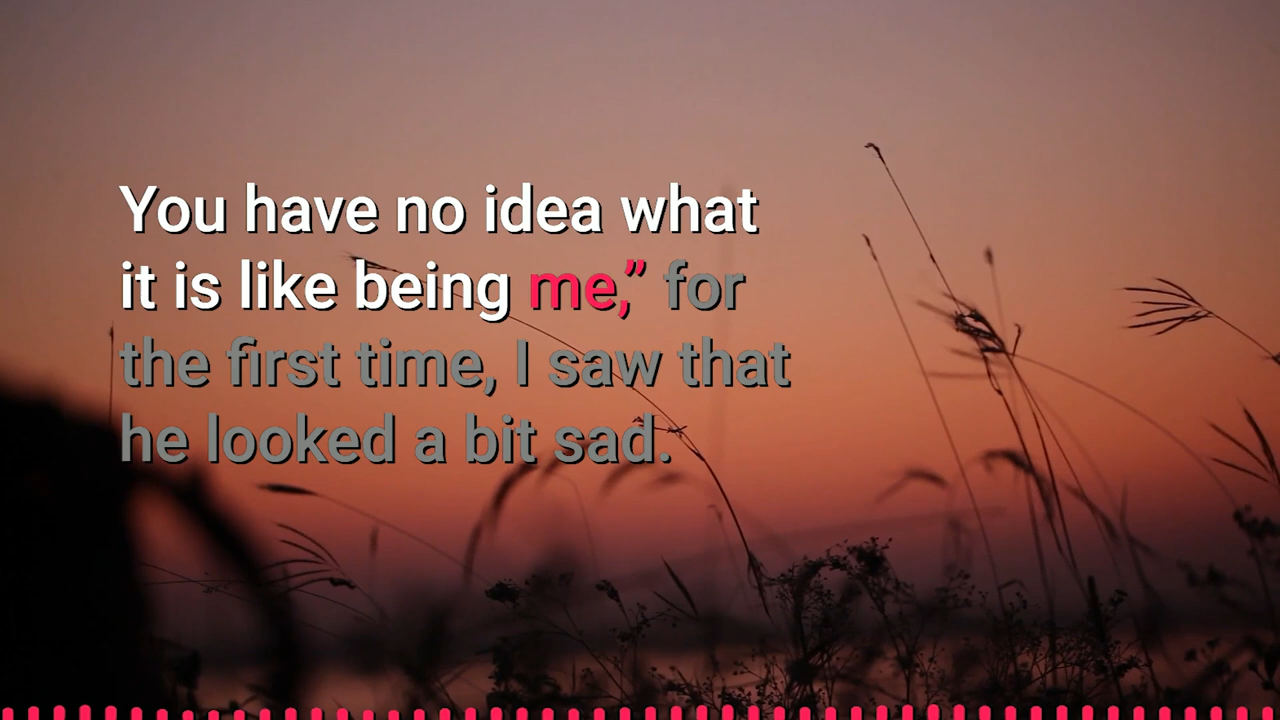 You have no idea what
it is like being me,” for
the first time, I saw that
he looked a bit sad.